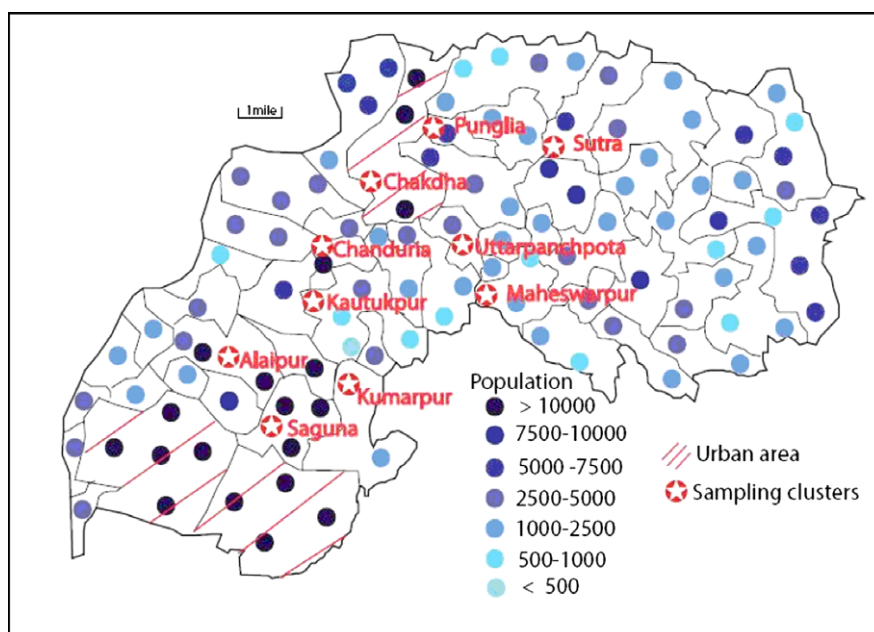 1mile
Punglia
Sutra
Chakdha
Chanduria
Uttarpanchpota
Kautukpur
Maheswarpur
Alaipur
Kumarpur
Saguna
Population
> 10000
7500-10000
5000 -7500
2500-5000
1000-2500
500-1000
< 500
Urban area
Sampling clusters